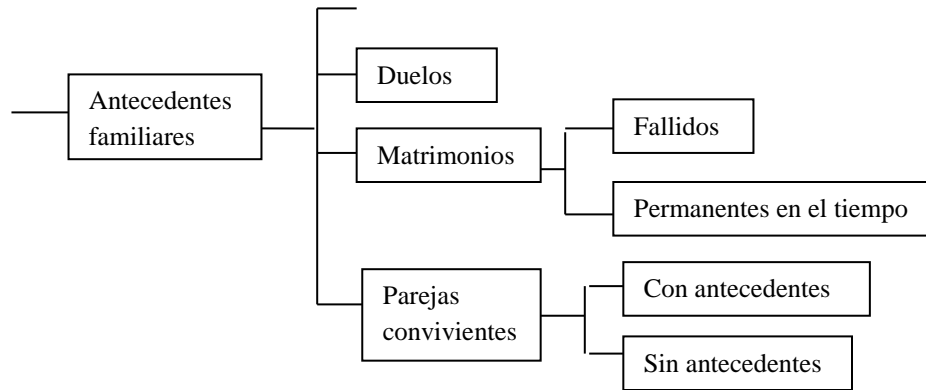 Antecedentes
familiares
Duelos
Matrimonios
Fallidos
Permanentes en el tiempo
Parejas
convivientes
Con antecedentes
Sin antecedentes